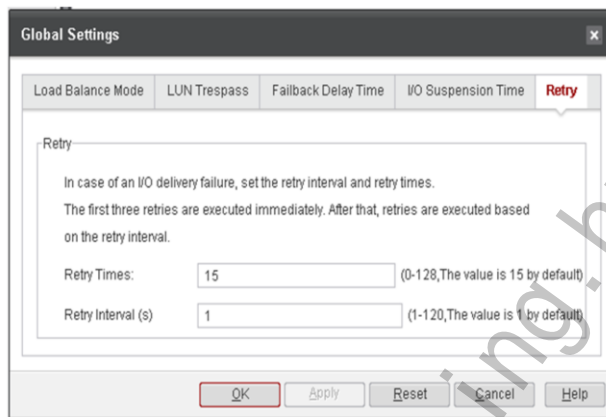 Global Settings
Load Balance Mode LUN Trespass Failback Delay Time I/O Suspension Time Retry
Retry
In case of an I/O delivery failure, set the retry interval and retry times.
The first three retries are executed immediately. After that, retries are executed based
on the retry interval.
Retry Times: 15 (0-128,The value is 15 by default)
Retry Interval (s) 1 (1-120,The value is 1 by default)
OK Apply Reset Cancel Help